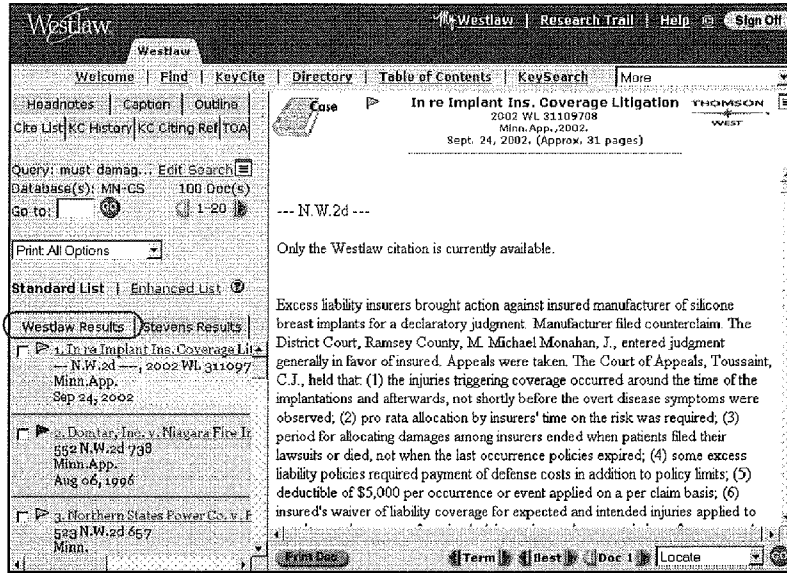 Westlaw
My Westlaw | Research Trail | Help Sign Off
Westlaw
Welcome | Find | KeyCite | Directory | Table of Contents | KeySearch More
Headnotes Caption Outline
Cite List KC History KC Citing Ref TOA
Query: must damag... Edit Search
Database(s): MN-CS 100 Doc(s)
Go to: GO 1-20
Print All Options
Standard List | Enhanced List
Westlaw Results Stevens Results
1. In re Implant Ins. Coverage Lit
--- N.W.2d ---, 2002 WL 311097
Minn.App.
Sep 24, 2002
2. Domtar, Inc. v. Niagara Fire In
552 N.W.2d 738
Minn.App.
Aug 06, 1996
3. Northern States Power Co. v. F
523 N.W.2d 657
Minn.
Case In re Implant Ins. Coverage Litigation THOMSON
WEST
2002 WL 31109708
Minn.App.,2002.
Sept. 24, 2002. (Approx. 31 pages)
--- N.W.2d ---
Only the Westlaw citation is currently available.
Excess liability insurers brought action against insured manufacturer of silicone
breast implants for a declaratory judgment. Manufacturer filed counterclaim. The
District Court, Ramsey County, M. Michael Monahan, J., entered judgment
generally in favor of insured. Appeals were taken. The Court of Appeals, Toussaint,
C.J., held that: (1) the injuries triggering coverage occurred around the time of the
implantations and afterwards, not shortly before the overt disease symptoms were
observed; (2) pro rata allocation by insurers' time on the risk was required; (3)
period for allocating damages among insurers ended when patients filed their
lawsuits or died, not when the last occurrence policies expired; (4) some excess
liability policies required payment of defense costs in addition to policy limits; (5)
deductible of $5,000 per occurrence or event applied on a per claim basis; (6)
insured's waiver of liability coverage for expected and intended injuries applied to
Print Doc Term Best Doc 1 Locate GO